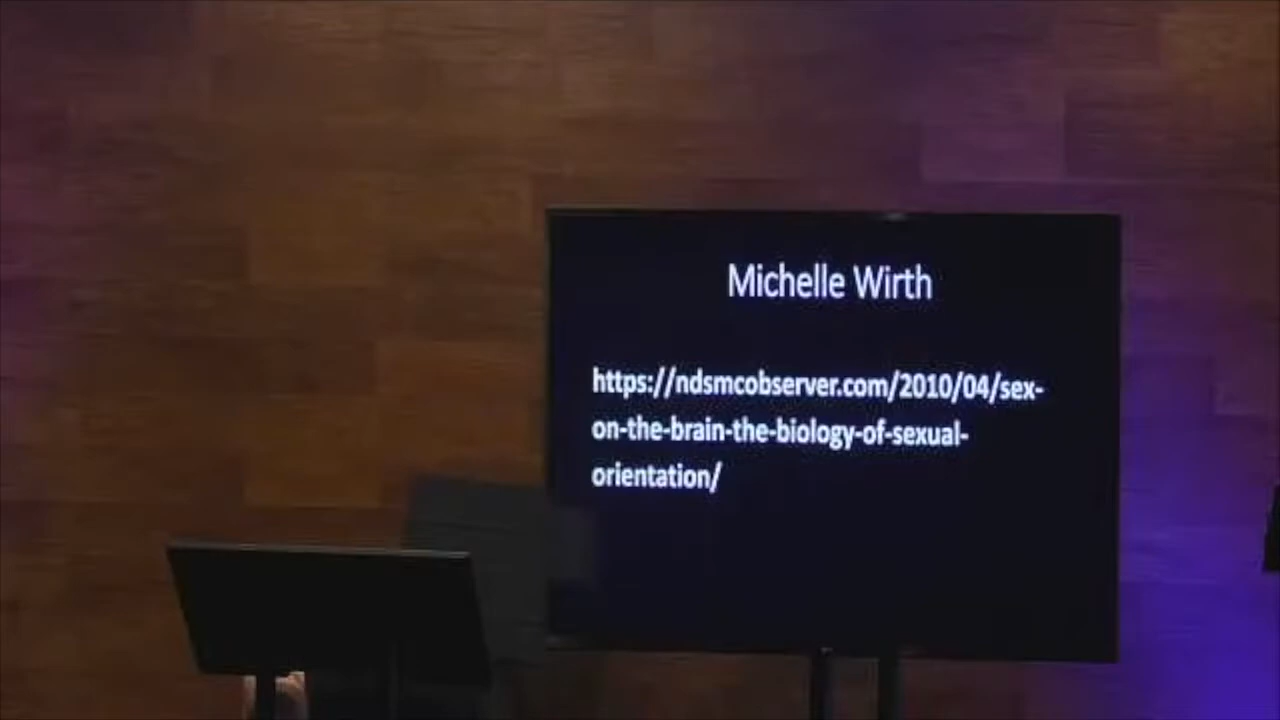 Michelle Wirth
https://ndsmcobserver.com/2010/04/sex-
on-the-brain-the-biology-of-sexual-
orientation/